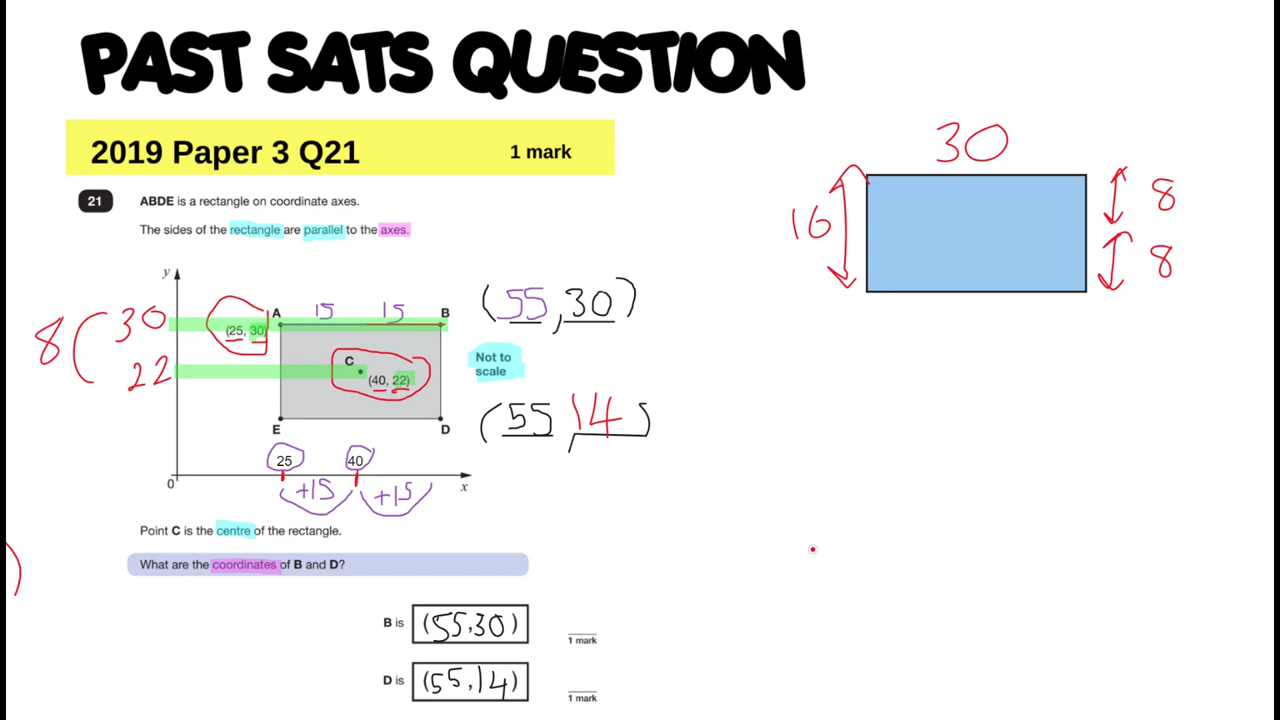 PAST SATS QUESTION
2019 Paper 3 Q21 1 mark
21 ABDE is a rectangle on coordinate axes.
The sides of the rectangle are parallel to the axes.
30
16
8
8
y
8
30
22
A
15
15
B
(25, 30)
(55, 30)
C
(40, 22)
Not to
scale
(55 14)
E
D
25
40
0
x
+15
+15
Point C is the centre of the rectangle.
What are the coordinates of B and D?
B is (55,30)
1 mark
D is (55,14)
1 mark